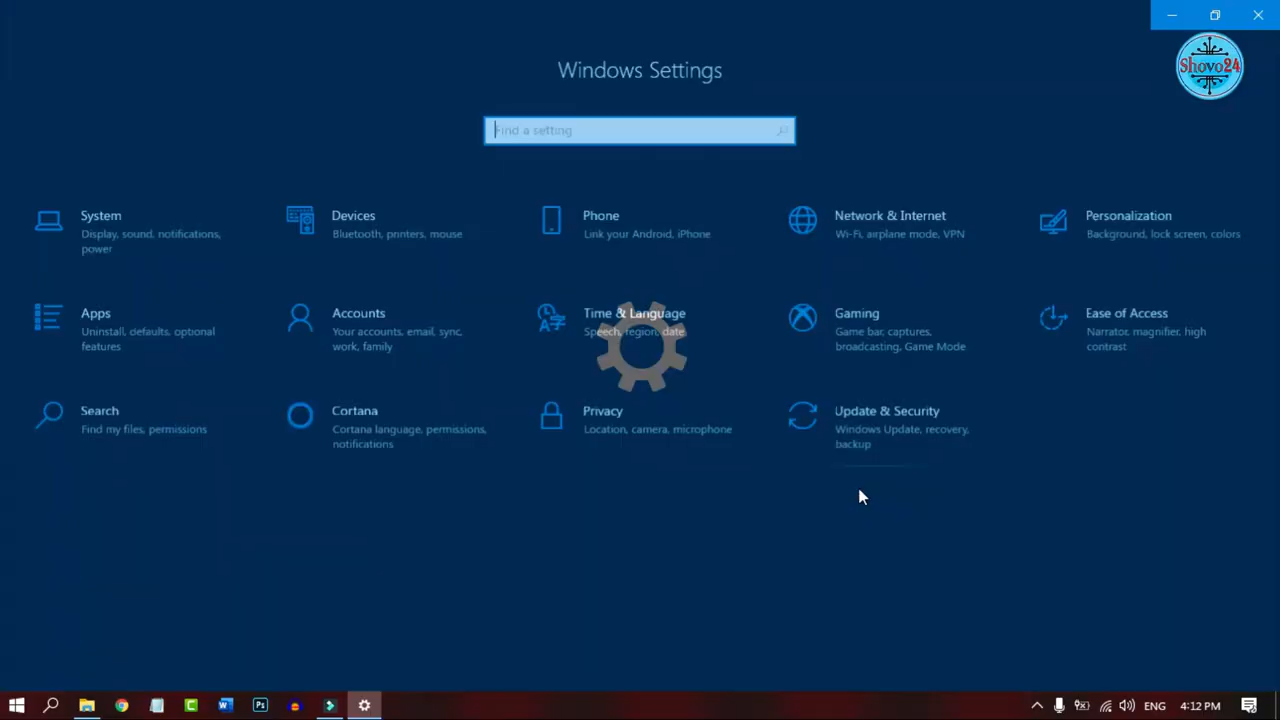 Shovo24
Windows Settings
Find a setting
System
Display, sound, notifications,
power
Devices
Bluetooth, printers, mouse
Phone
Link your Android, iPhone
Network & Internet
Wi-Fi, airplane mode, VPN
Personalization
Background, lock screen, colors
Apps
Uninstall, defaults, optional
features
Accounts
Your accounts, email, sync,
work, family
Time & Language
Speech, region, date
Gaming
Game bar, captures,
broadcasting, Game Mode
Ease of Access
Narrator, magnifier, high
contrast
Search
Find my files, permissions
Cortana
Cortana language, permissions,
notifications
Privacy
Location, camera, microphone
Update & Security
Windows Update, recovery,
backup
ENG 4:12 PM